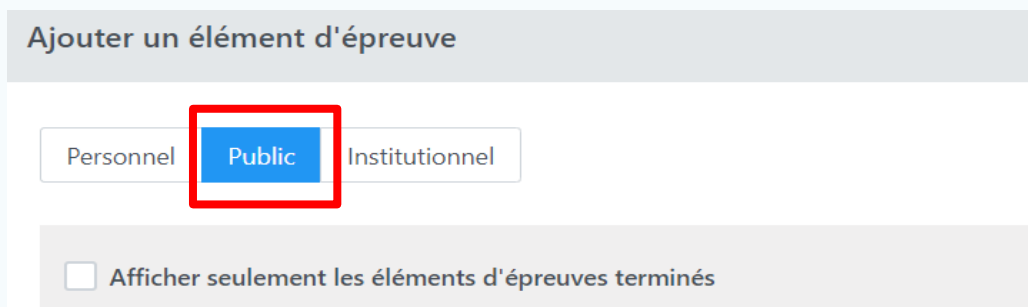 Ajouter un élément d'épreuve
Personnel Public Institutionnel
Afficher seulement les éléments d'épreuves terminés